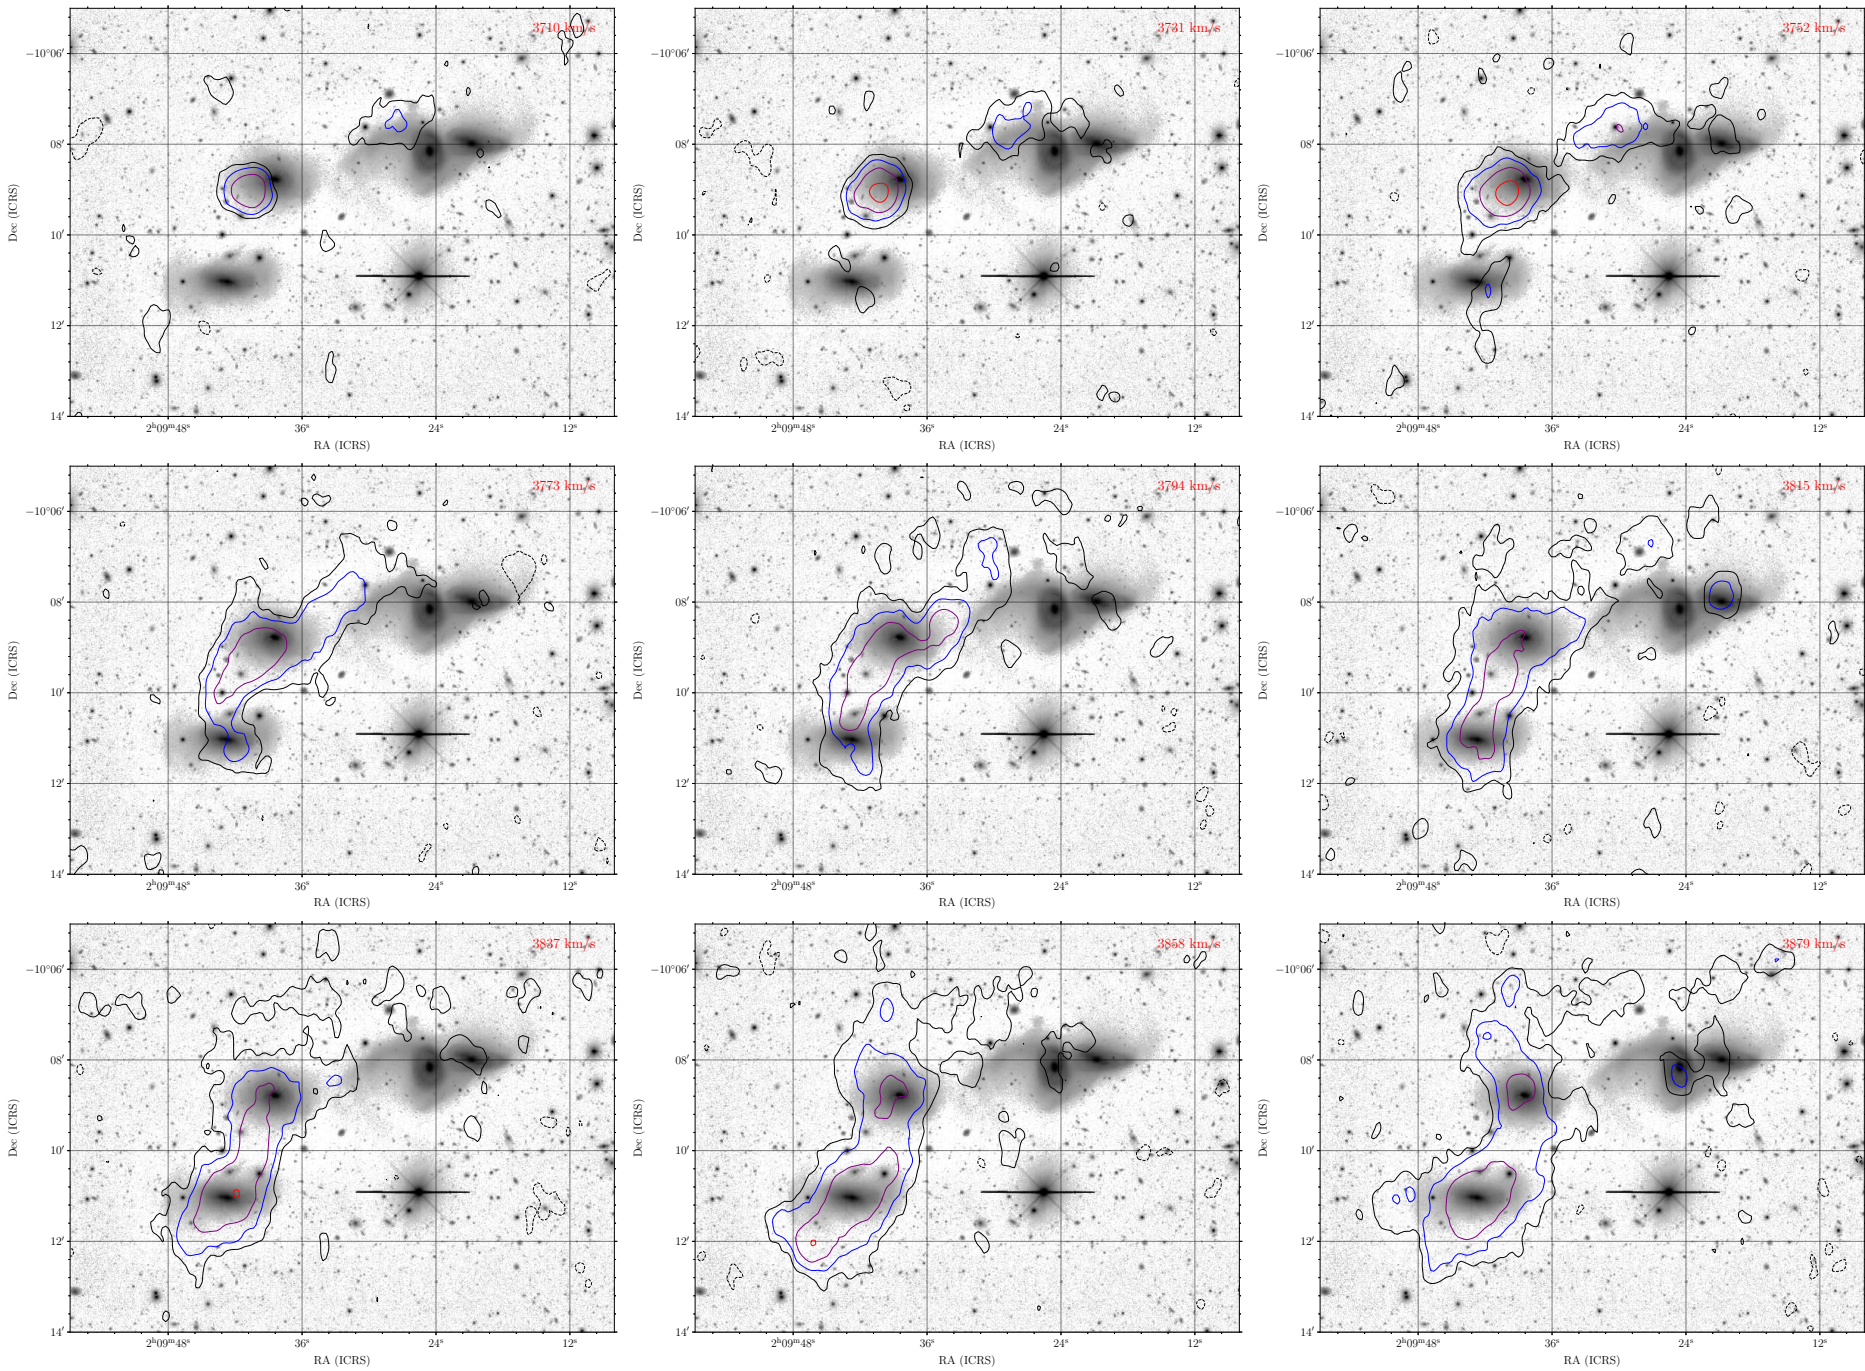 3710 km/s 3731 km/s 3752 km/s
−10°06′ −10°06′ −10°06′
08′ 08′ 08′
Dec (ICRS) Dec (ICRS) Dec (ICRS)
10′ 10′ 10′
12′ 12′ 12′
14′ 14′ 14′
2ʰ09ᵐ48ˢ 36ˢ 24ˢ 12ˢ 2ʰ09ᵐ48ˢ 36ˢ 24ˢ 12ˢ 2ʰ09ᵐ48ˢ 36ˢ 24ˢ 12ˢ
RA (ICRS) RA (ICRS) RA (ICRS)
3773 km/s 3794 km/s 3815 km/s
−10°06′ −10°06′ −10°06′
08′ 08′ 08′
Dec (ICRS) Dec (ICRS) Dec (ICRS)
10′ 10′ 10′
12′ 12′ 12′
14′ 14′ 14′
2ʰ09ᵐ48ˢ 36ˢ 24ˢ 12ˢ 2ʰ09ᵐ48ˢ 36ˢ 24ˢ 12ˢ 2ʰ09ᵐ48ˢ 36ˢ 24ˢ 12ˢ
RA (ICRS) RA (ICRS) RA (ICRS)
3837 km/s 3858 km/s 3879 km/s
−10°06′ −10°06′ −10°06′
08′ 08′ 08′
Dec (ICRS) Dec (ICRS) Dec (ICRS)
10′ 10′ 10′
12′ 12′ 12′
14′ 14′ 14′
2ʰ09ᵐ48ˢ 36ˢ 24ˢ 12ˢ 2ʰ09ᵐ48ˢ 36ˢ 24ˢ 12ˢ 2ʰ09ᵐ48ˢ 36ˢ 24ˢ 12ˢ
RA (ICRS) RA (ICRS) RA (ICRS)